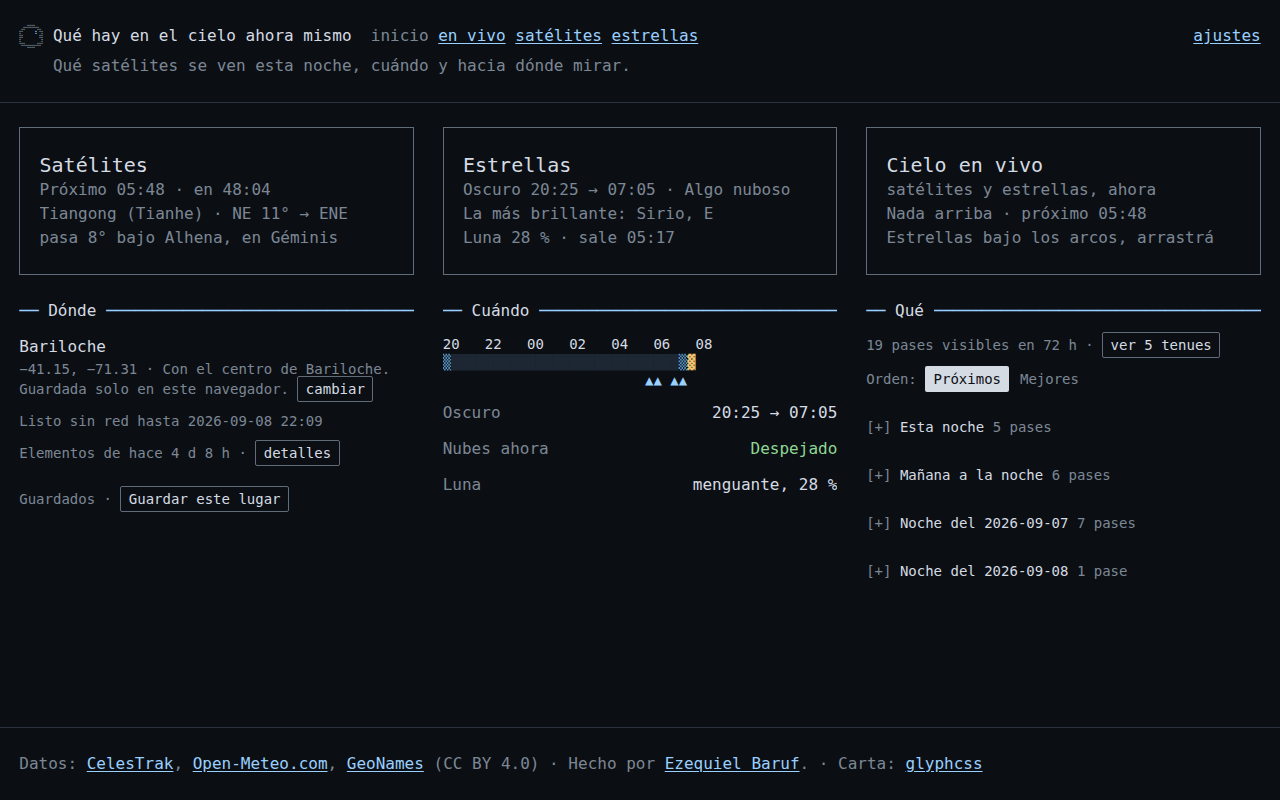 Qué hay en el cielo ahora mismo inicio en vivo satélites estrellas ajustes
Qué satélites se ven esta noche, cuándo y hacia dónde mirar.
Satélites
Próximo 05:48 · en 48:04
Tiangong (Tianhe) · NE 11° → ENE
pasa 8° bajo Alhena, en Géminis
Estrellas
Oscuro 20:25 → 07:05 · Algo nuboso
La más brillante: Sirio, E
Luna 28 % · sale 05:17
Cielo en vivo
satélites y estrellas, ahora
Nada arriba · próximo 05:48
Estrellas bajo los arcos, arrastrá
Dónde
Bariloche
−41.15, −71.31 · Con el centro de Bariloche.
Guardada solo en este navegador. cambiar
Listo sin red hasta 2026-09-08 22:09
Elementos de hace 4 d 8 h · detalles
Guardados · Guardar este lugar
Cuándo
20 22 00 02 04 06 08
▲▲ ▲▲
Oscuro 20:25 → 07:05
Nubes ahora Despejado
Luna menguante, 28 %
Qué
19 pases visibles en 72 h · ver 5 tenues
Orden: Próximos Mejores
[+] Esta noche 5 pases
[+] Mañana a la noche 6 pases
[+] Noche del 2026-09-07 7 pases
[+] Noche del 2026-09-08 1 pase
Datos: CelesTrak, Open-Meteo.com, GeoNames (CC BY 4.0) · Hecho por Ezequiel Baruf. · Carta: glyphcss